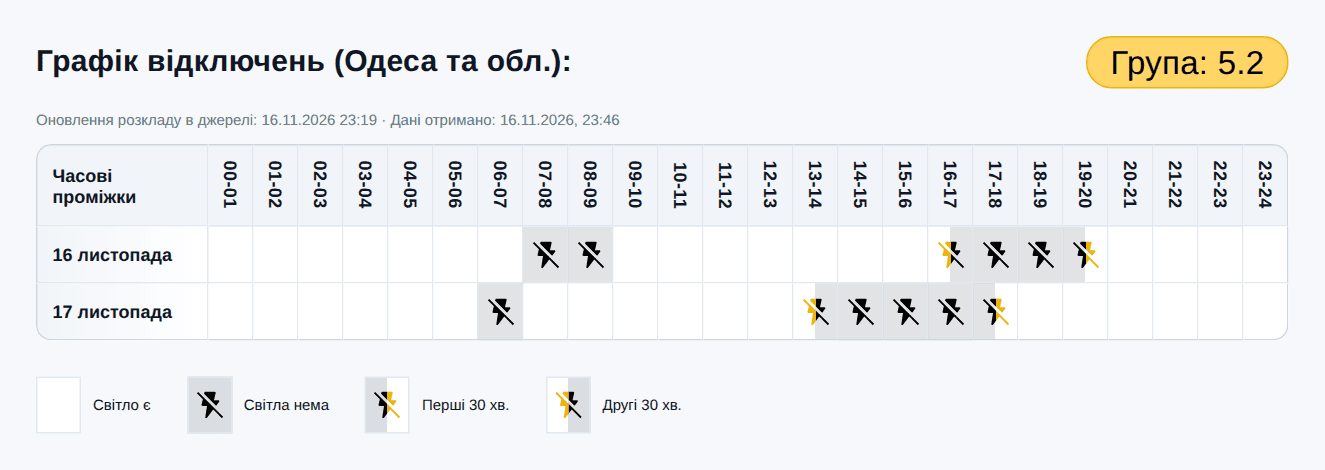 Графік відключень (Одеса та обл.):
Група: 5.2
Оновлення розкладу в джерелі: 16.11.2026 23:19 · Дані отримано: 16.11.2026, 23:46
Часові
проміжки
00-01
01-02
02-03
03-04
04-05
05-06
06-07
07-08
08-09
09-10
10-11
11-12
12-13
13-14
14-15
15-16
16-17
17-18
18-19
19-20
20-21
21-22
22-23
23-24
16 листопада
17 листопада
Світло є
Світла нема
Перші 30 хв.
Другі 30 хв.